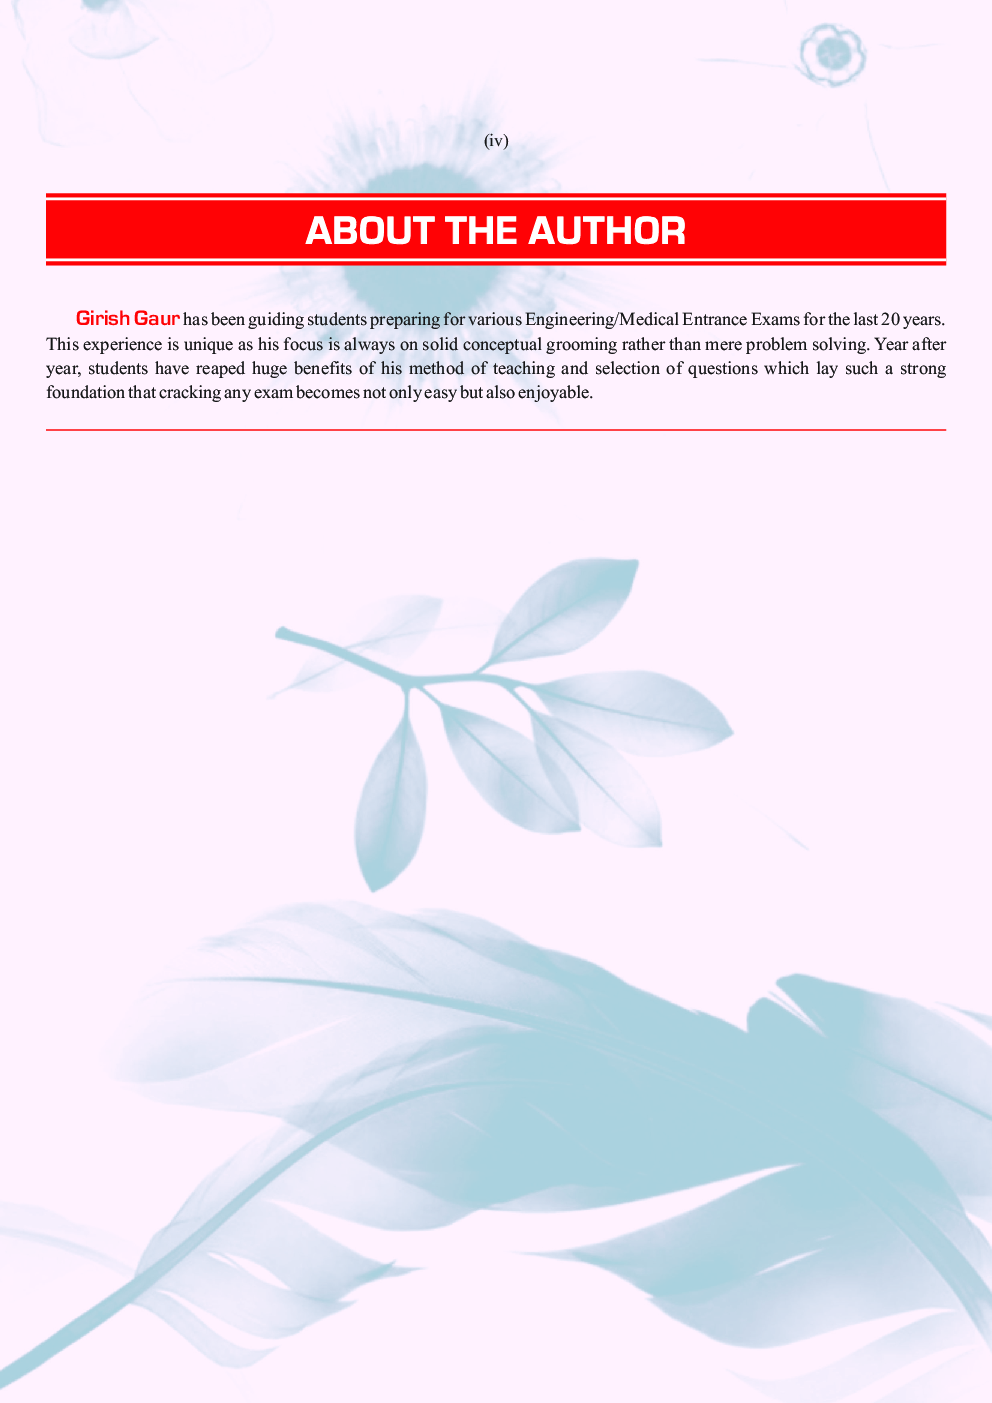 (iv)
ABOUT THE AUTHOR
Girish Gaur has been guiding students preparing for various Engineering/Medical Entrance Exams for the last 20 years.
This experience is unique as his focus is always on solid conceptual grooming rather than mere problem solving. Year after
year, students have reaped huge benefits of his method of teaching and selection of questions which lay such a strong
foundation that cracking any exam becomes not only easy but also enjoyable.